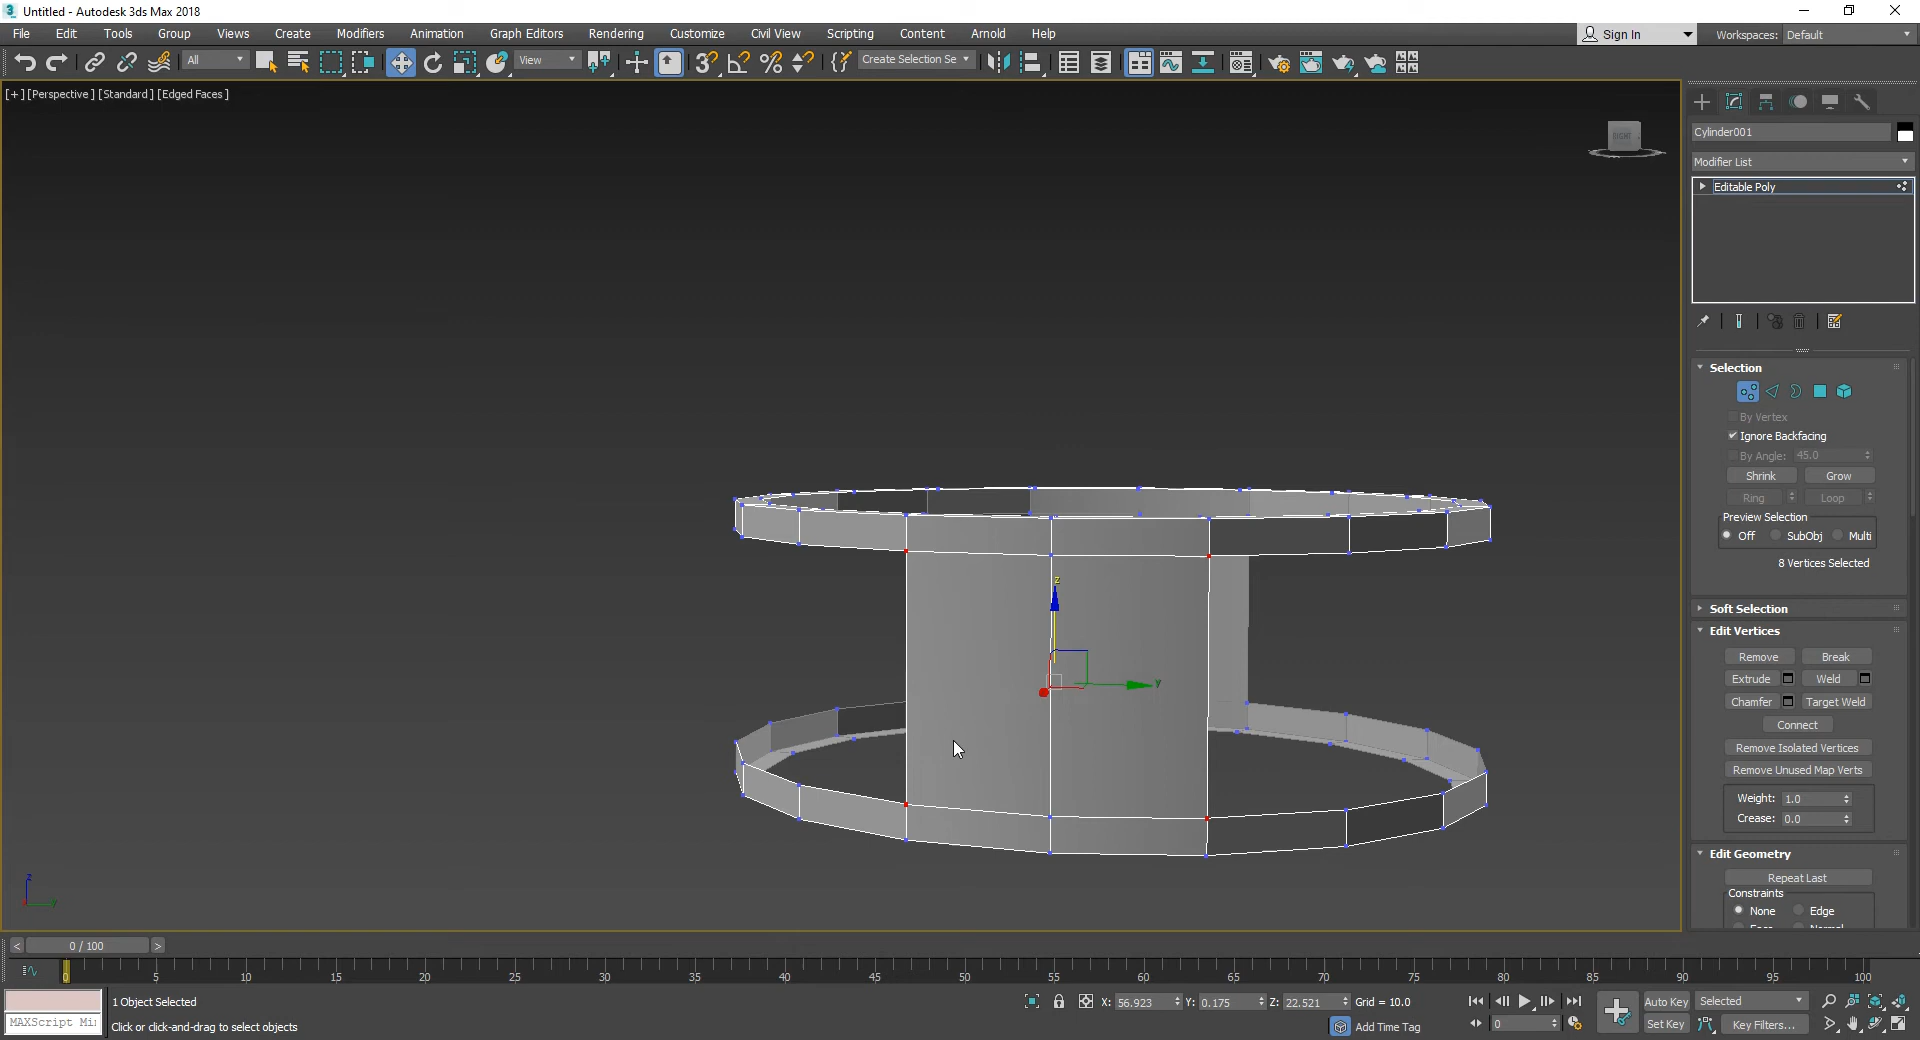 Untitled - Autodesk 3ds Max 2018
File Edit Tools Group Views Create Modifiers Animation Graph Editors Rendering Customize Civil View Scripting Content Arnold Help
Sign In Workspaces: Default
All View Create Selection Se
[+] [Perspective ] [Standard ] [Edged Faces ]
RIGHT
Cylinder001
Modifier List
Editable Poly
Selection
By Vertex
Ignore Backfacing
By Angle: 45.0
Shrink Grow
Ring Loop
Preview Selection
Off SubObj Multi
8 Vertices Selected
Soft Selection
Edit Vertices
Remove Break
Extrude Weld
Chamfer Target Weld
Connect
Remove Isolated Vertices
Remove Unused Map Verts
Weight: 1.0
Crease: 0.0
Edit Geometry
Repeat Last
Constraints
None Edge
Face Normal
z
y
z
y
< 0 / 100 >
0 5 10 15 20 25 30 35 40 45 50 55 60 65 70 75 80 85 90 95 100
1 Object Selected
X: 56.923 Y: 0.175 Z: 22.521 Grid = 10.0
Auto Key Selected
MAXScript Mi
Click or click-and-drag to select objects
Add Time Tag
0
Set Key Key Filters...